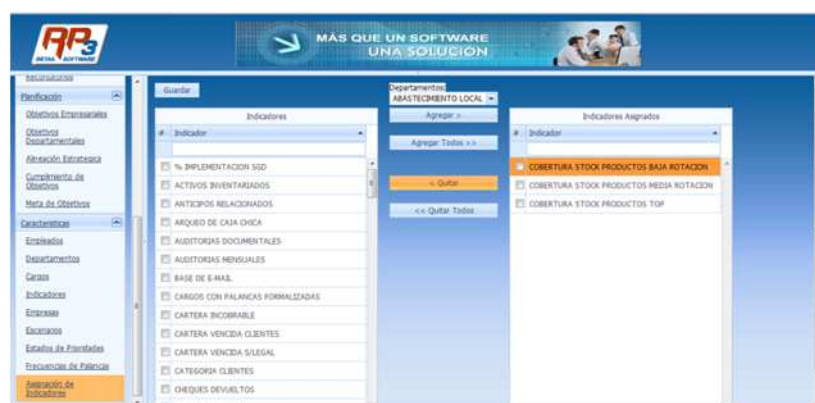 RP3
RETAIL SOFTWARE
MÁS QUE UN SOFTWARE
UNA SOLUCIÓN
Recordatorios
Planificación
Objetivos Empresariales
Objetivos
Departamentales
Alineación Estrategica
Cumplimiento de
Objetivos
Meta de Objetivos
Características
Empleados
Departamentos
Cargos
Indicadores
Empresas
Escenarios
Estados de Prioridades
Frecuencias de Palancas
Asignación de
Indicadores
Guardar
Indicadores
# Indicador
% IMPLEMENTACION SGD
ACTIVOS INVENTARIADOS
ANTICIPOS RELACIONADOS
ARQUEO DE CAJA CHICA
AUDITORIAS DOCUMENTALES
AUDITORIAS MENSUALES
BASE DE E-MAIL
CARGOS CON PALANCAS FORMALIZADAS
CARTERA INCOBRABLE
CARTERA VENCIDA CLIENTES
CARTERA VENCIDA S/LEGAL
CATEGORIA CLIENTES
CHEQUES DEVUELTOS
Departamentos:
ABASTECIMIENTO LOCAL
Agregar >
Agregar Todos >>
< Quitar
<< Quitar Todos
Indicadores Asignados
# Indicador
COBERTURA STOCK PRODUCTOS BAJA ROTACION
COBERTURA STOCK PRODUCTOS MEDIA ROTACION
COBERTURA STOCK PRODUCTOS TOP